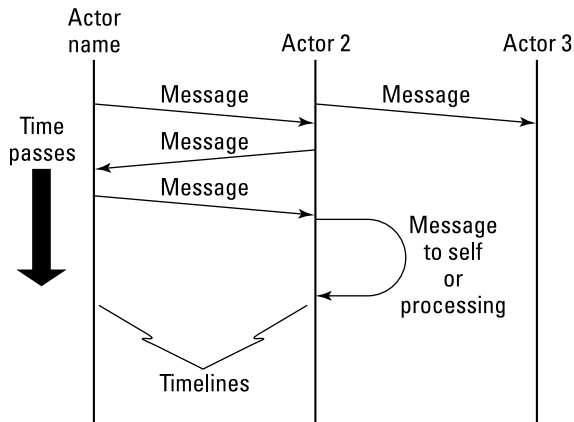 Actor
name
Actor 2
Actor 3
Message
Message
Time
passes
Message
Message
Message
to self
or
processing
Timelines